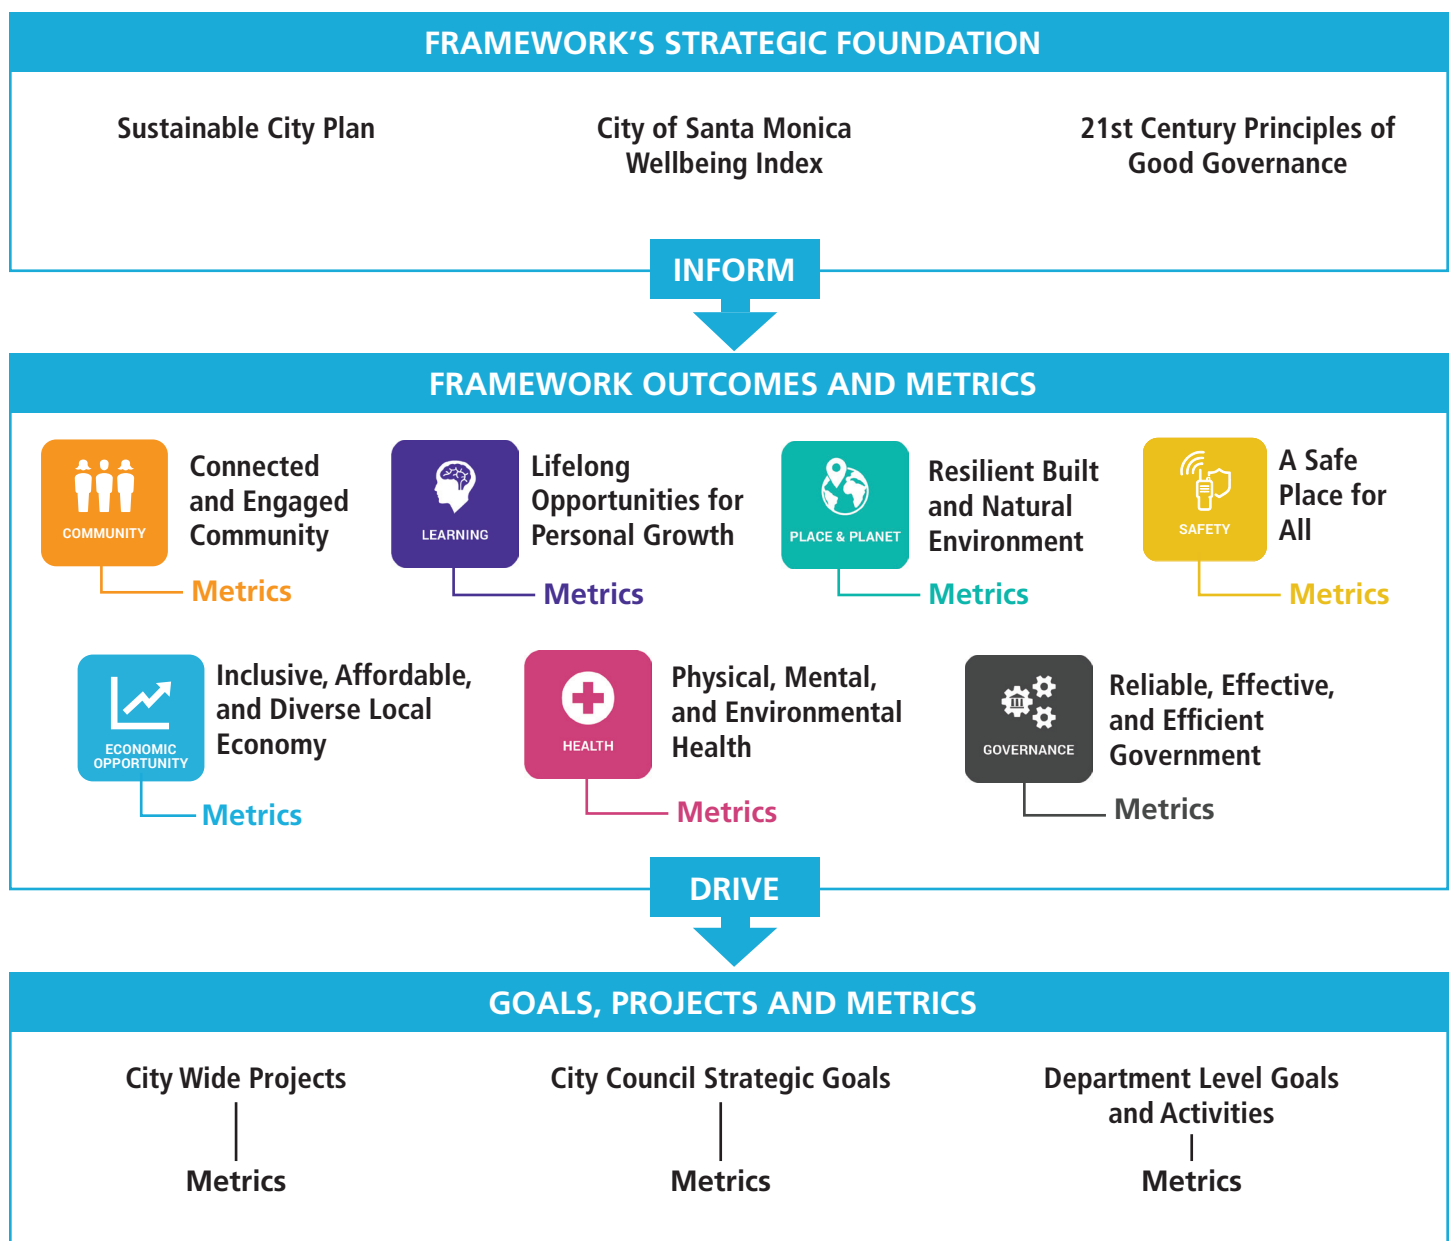 FRAMEWORK'S STRATEGIC FOUNDATION
Sustainable City Plan
City of Santa Monica
Wellbeing Index
21st Century Principles of
Good Governance
INFORM
FRAMEWORK OUTCOMES AND METRICS
COMMUNITY
Connected
and Engaged
Community
Metrics
LEARNING
Lifelong
Opportunities for
Personal Growth
Metrics
PLACE & PLANET
Resilient Built
and Natural
Environment
Metrics
SAFETY
A Safe
Place for
All
Metrics
ECONOMIC
OPPORTUNITY
Inclusive, Affordable,
and Diverse Local
Economy
Metrics
HEALTH
Physical, Mental,
and Environmental
Health
Metrics
GOVERNANCE
Reliable, Effective,
and Efficient
Government
Metrics
DRIVE
GOALS, PROJECTS AND METRICS
City Wide Projects
Metrics
City Council Strategic Goals
Metrics
Department Level Goals
and Activities
Metrics